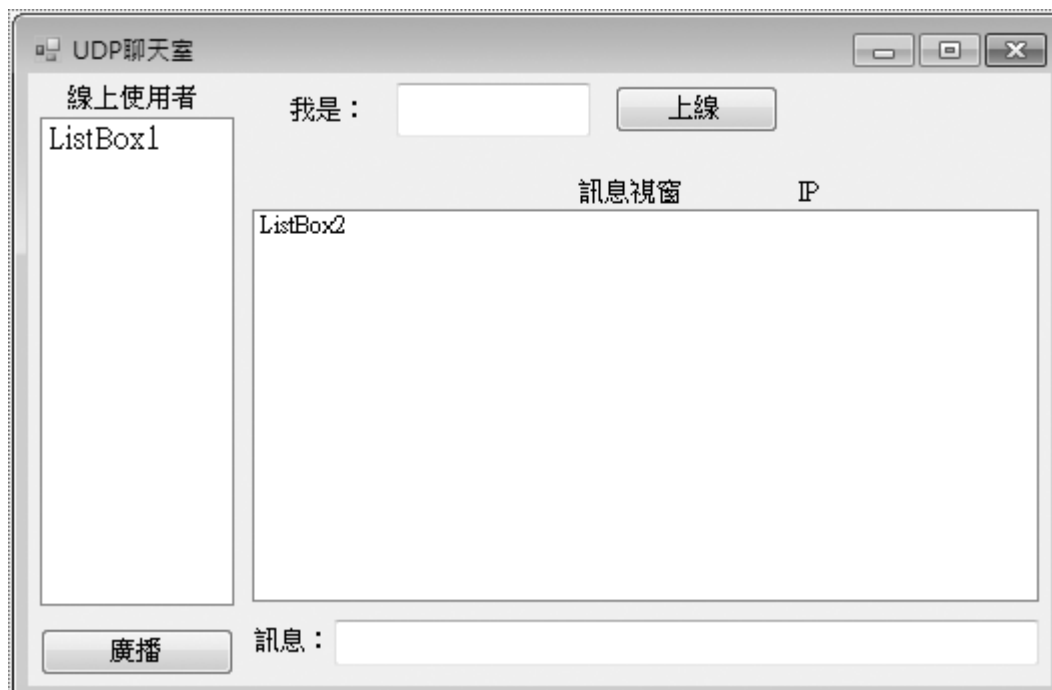 UDP聊天室
線上使用者
我是：
上線
ListBox1
訊息視窗
IP
ListBox2
廣播
訊息：